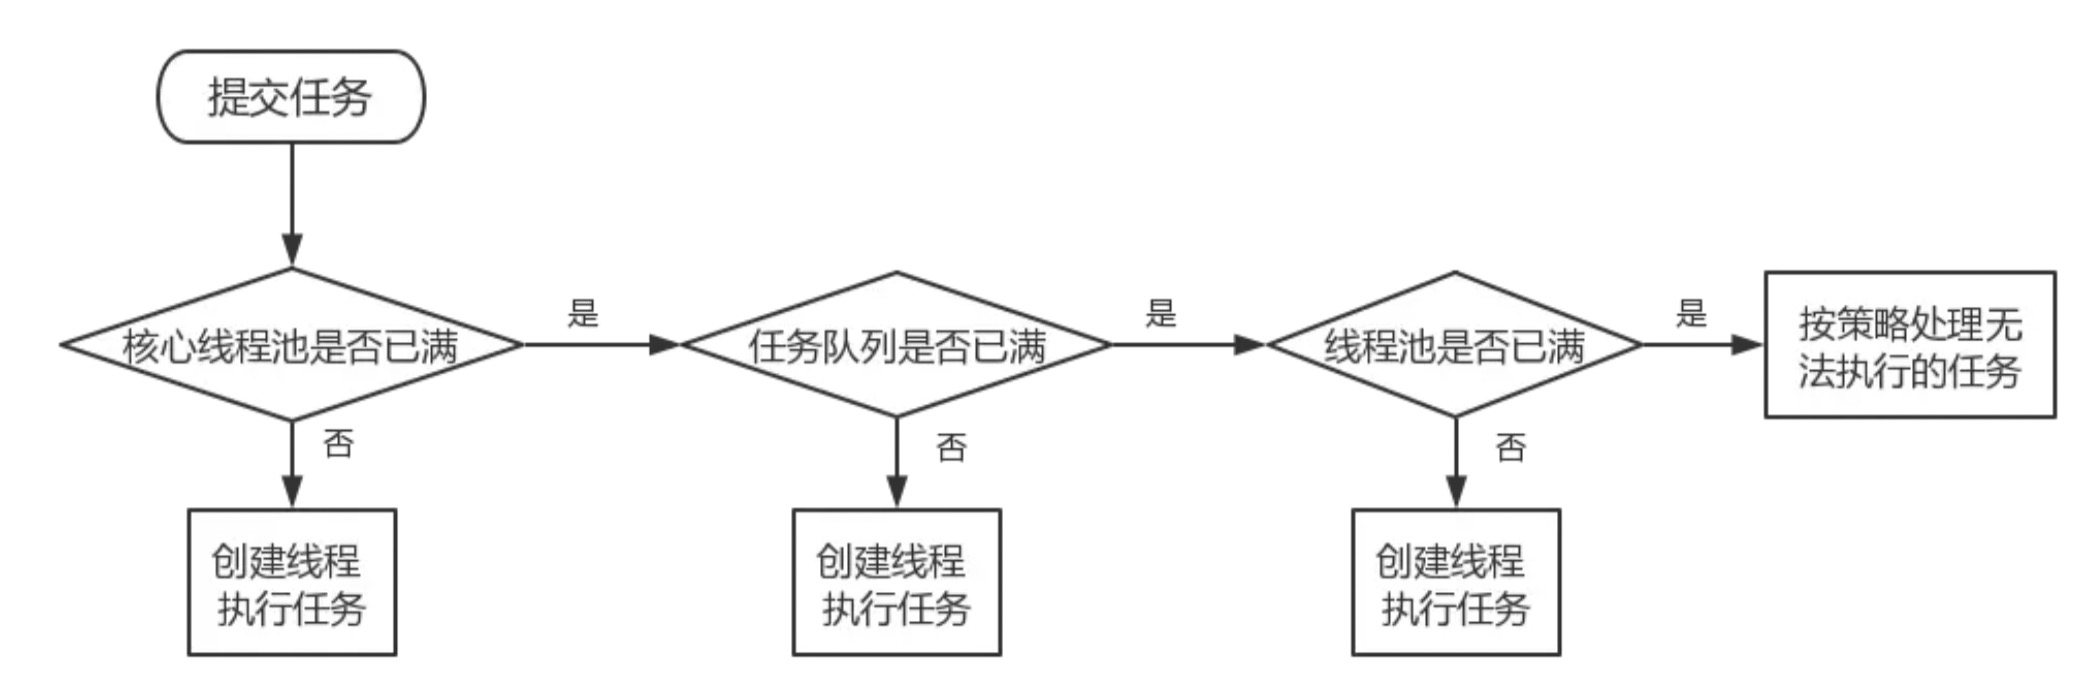 提交任务
核心线程池是否已满
是
任务队列是否已满
是
线程池是否已满
是
按策略处理无
法执行的任务
否
否
否
创建线程
执行任务
创建线程
执行任务
创建线程
执行任务